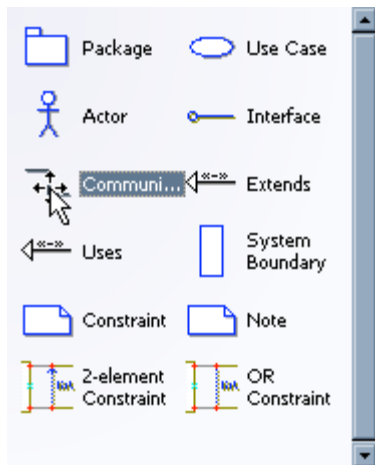 Package
Use Case
Actor
Interface
Communi...
Extends
Uses
System
Boundary
Constraint
Note
2-element
Constraint
OR
Constraint